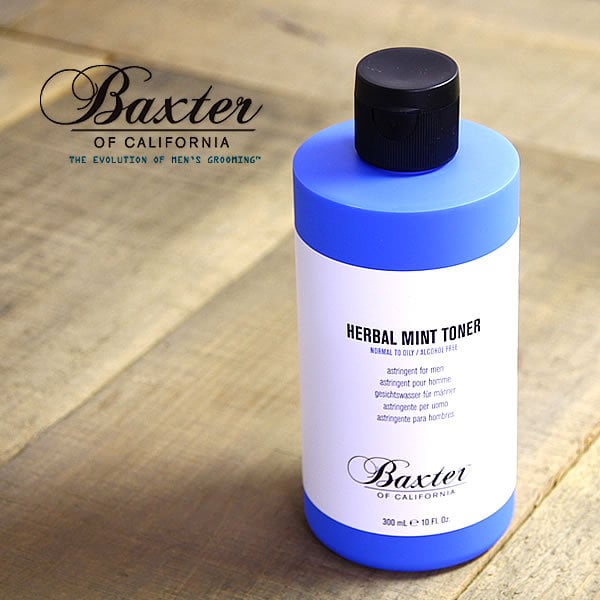 Baxter
OF CALIFORNIA
THE EVOLUTION OF MEN'S GROOMING™
HERBAL MINT TONER
NORMAL TO OILY / ALCOHOL FREE
astringent for men
astringent pour homme
gesichtswasser für männer
astringente per uomo
astringente para hombres
Baxter
OF CALIFORNIA
300 mL ℮ 10 FL. Oz.